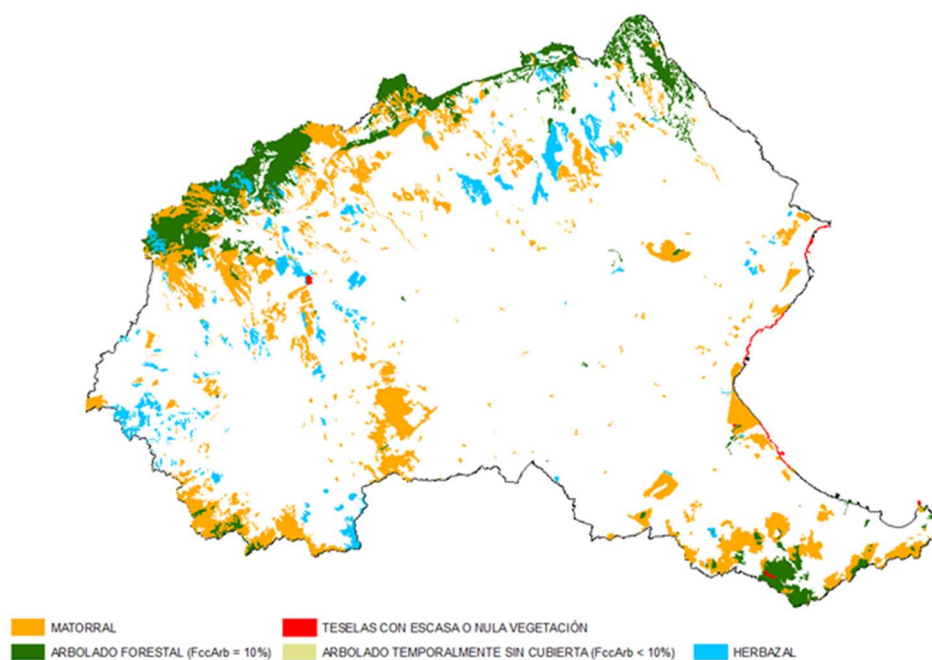 MATORRAL
TESELAS CON ESCASA O NULA VEGETACIÓN
ARBOLADO FORESTAL (FccArb = 10%)
ARBOLADO TEMPORALMENTE SIN CUBIERTA (FccArb < 10%)
HERBAZAL